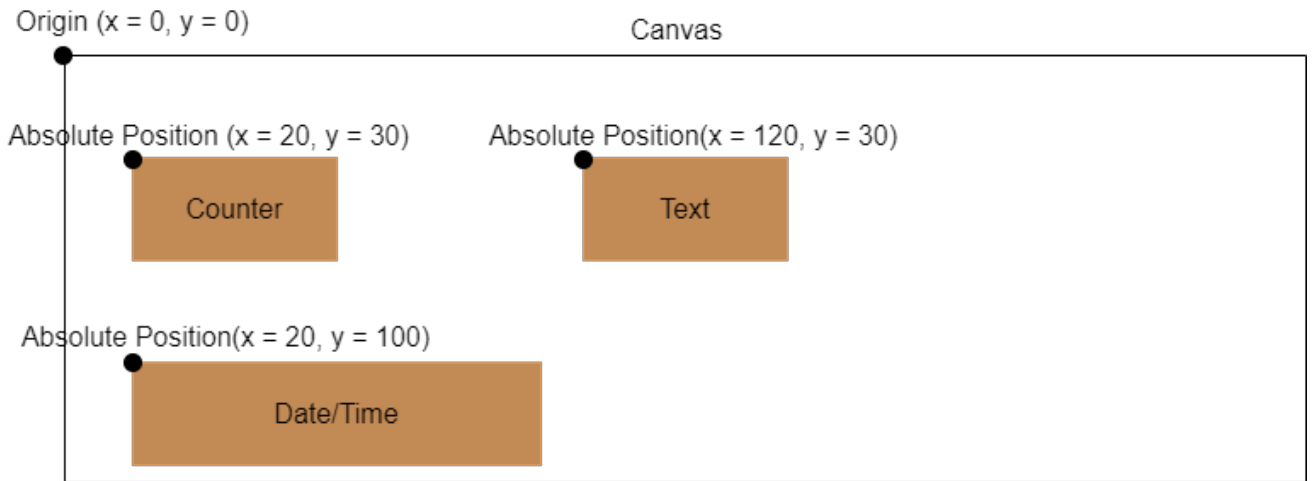 Origin (x = 0, y = 0)
Canvas
Absolute Position (x = 20, y = 30)
Absolute Position(x = 120, y = 30)
Counter
Text
Absolute Position(x = 20, y = 100)
Date/Time